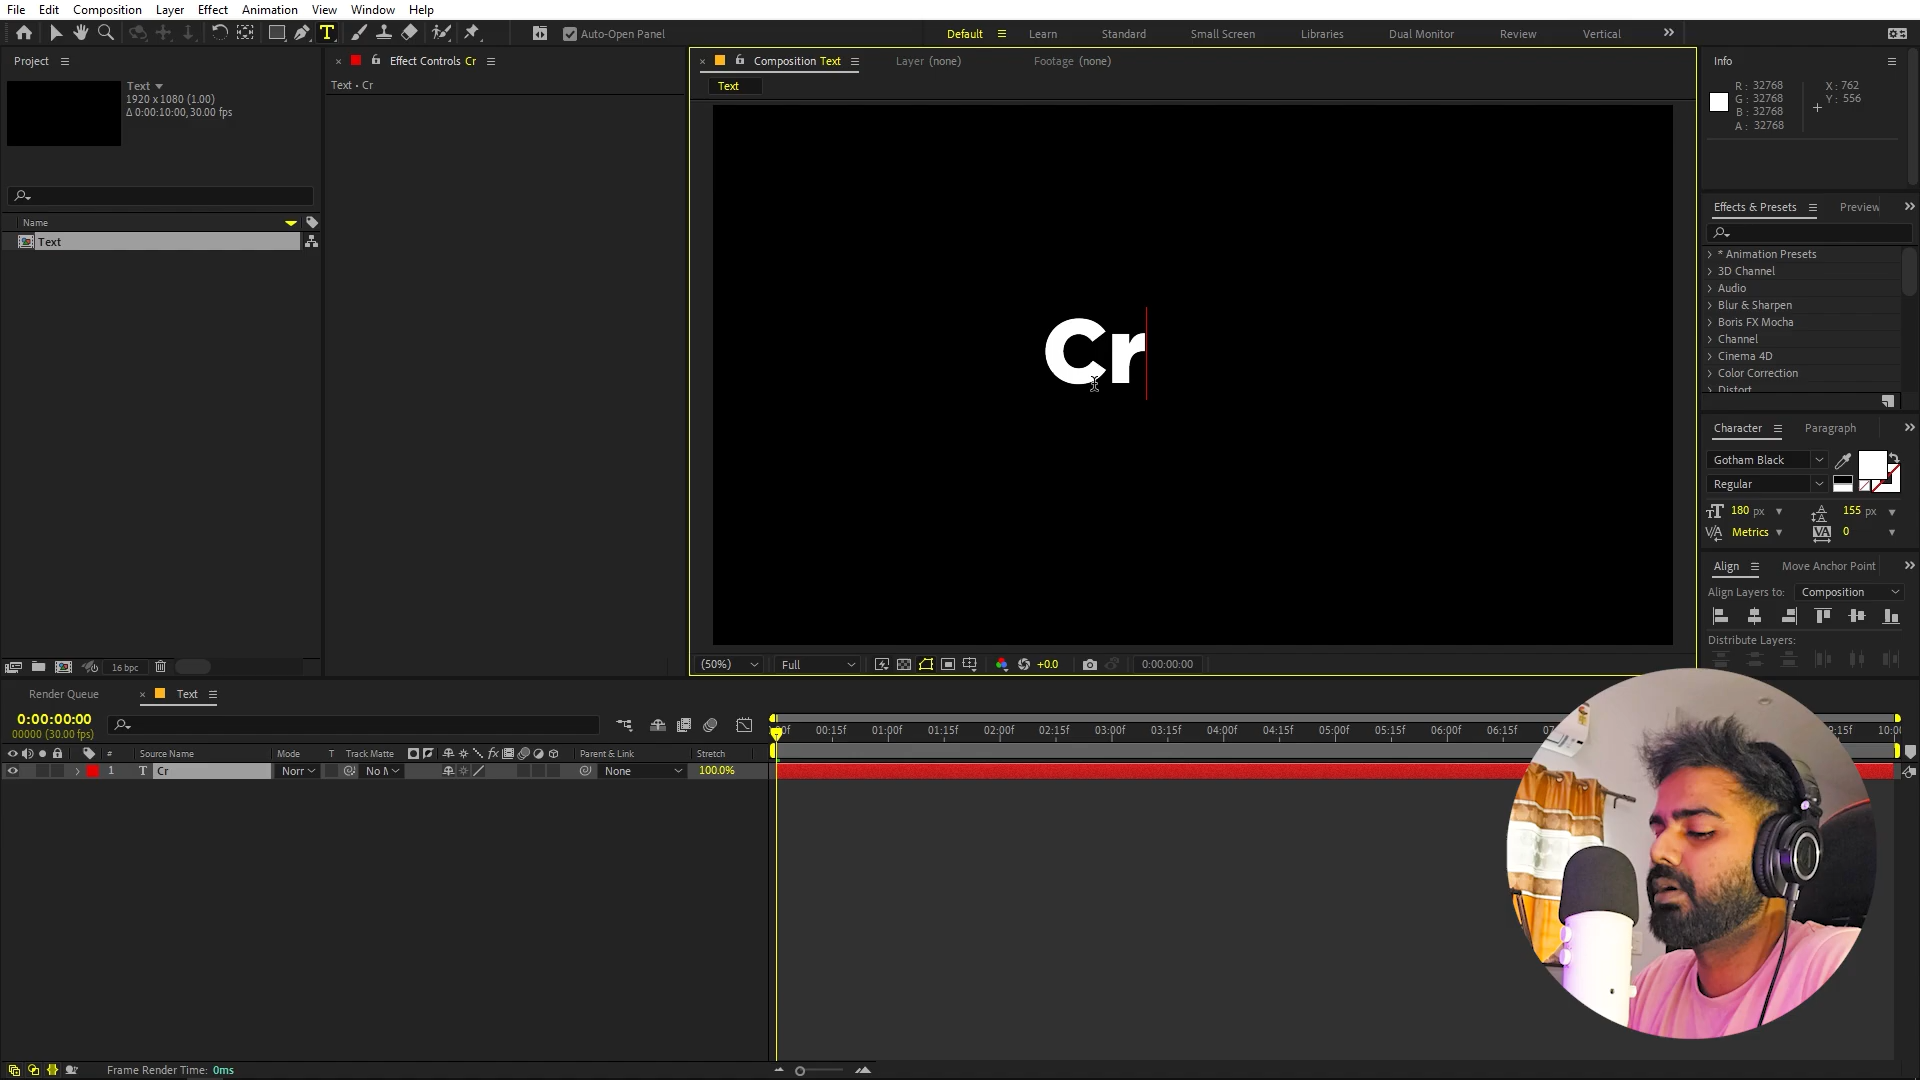 File Edit Composition Layer Effect Animation View Window Help
Auto-Open Panel
Default Learn Standard Small Screen Libraries Dual Monitor Review Vertical
Project
Text
1920 x 1080 (1.00)
Δ 0:00:10:00, 30.00 fps
Name
Text
16 bpc
Effect Controls Cr
Text • Cr
Composition Text
Layer (none)
Footage (none)
Text
Cr
(50%) Full +0.0 0:00:00:00
Info
R: 32768
G: 32768
B: 32768
A: 32768
X: 762
Y: 556
Effects & Presets Preview
* Animation Presets
3D Channel
Audio
Blur & Sharpen
Boris FX Mocha
Channel
Cinema 4D
Color Correction
Distort
Character Paragraph
Gotham Black
Regular
180 px 155 px
Metrics 0
Align Move Anchor Point
Align Layers to: Composition
Distribute Layers:
Render Queue Text
0:00:00:00
00000 (30.00 fps)
# Source Name Mode T Track Matte fx Parent & Link Stretch
1 T Cr Norr No M None 100.0%
00:15f 01:00f 01:15f 02:00f 02:15f 03:00f 03:15f 04:00f 04:15f 05:00f 05:15f 06:00f 06:15f
Frame Render Time: 0ms